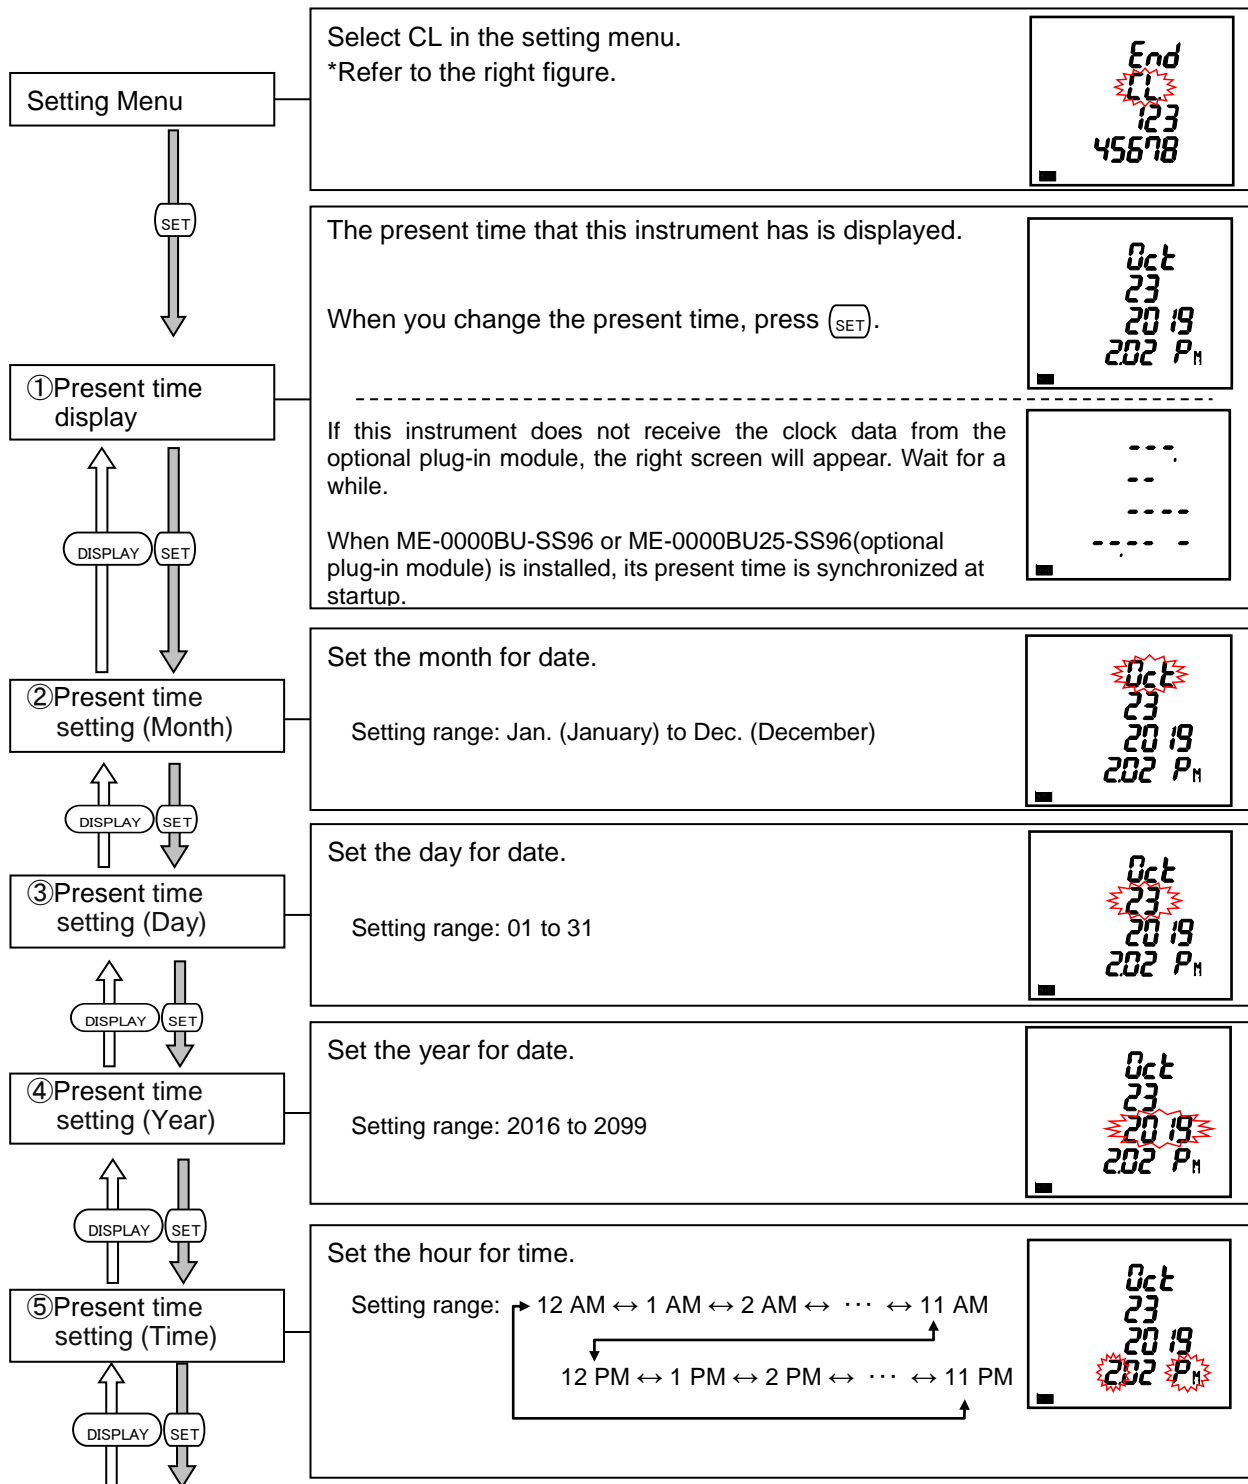 Setting Menu
Select CL in the setting menu.
*Refer to the right figure.
End
CL
123
45678
SET
①Present time
display
The present time that this instrument has is displayed.
When you change the present time, press SET.
Oct
23
2019
2.02 PM
If this instrument does not receive the clock data from the
optional plug-in module, the right screen will appear. Wait for a
while.
When ME-0000BU-SS96 or ME-0000BU25-SS96(optional
plug-in module) is installed, its present time is synchronized at
startup.
---.
--
----
--.-- -
DISPLAY SET
②Present time
setting (Month)
Set the month for date.
Setting range: Jan. (January) to Dec. (December)
Oct
23
2019
2.02 PM
DISPLAY SET
③Present time
setting (Day)
Set the day for date.
Setting range: 01 to 31
Oct
23
2019
2.02 PM
DISPLAY SET
④Present time
setting (Year)
Set the year for date.
Setting range: 2016 to 2099
Oct
23
2019
2.02 PM
DISPLAY SET
⑤Present time
setting (Time)
Set the hour for time.
Setting range: 12 AM ↔ 1 AM ↔ 2 AM ↔ ··· ↔ 11 AM
12 PM ↔ 1 PM ↔ 2 PM ↔ ··· ↔ 11 PM
Oct
23
2019
2.02 PM
DISPLAY SET